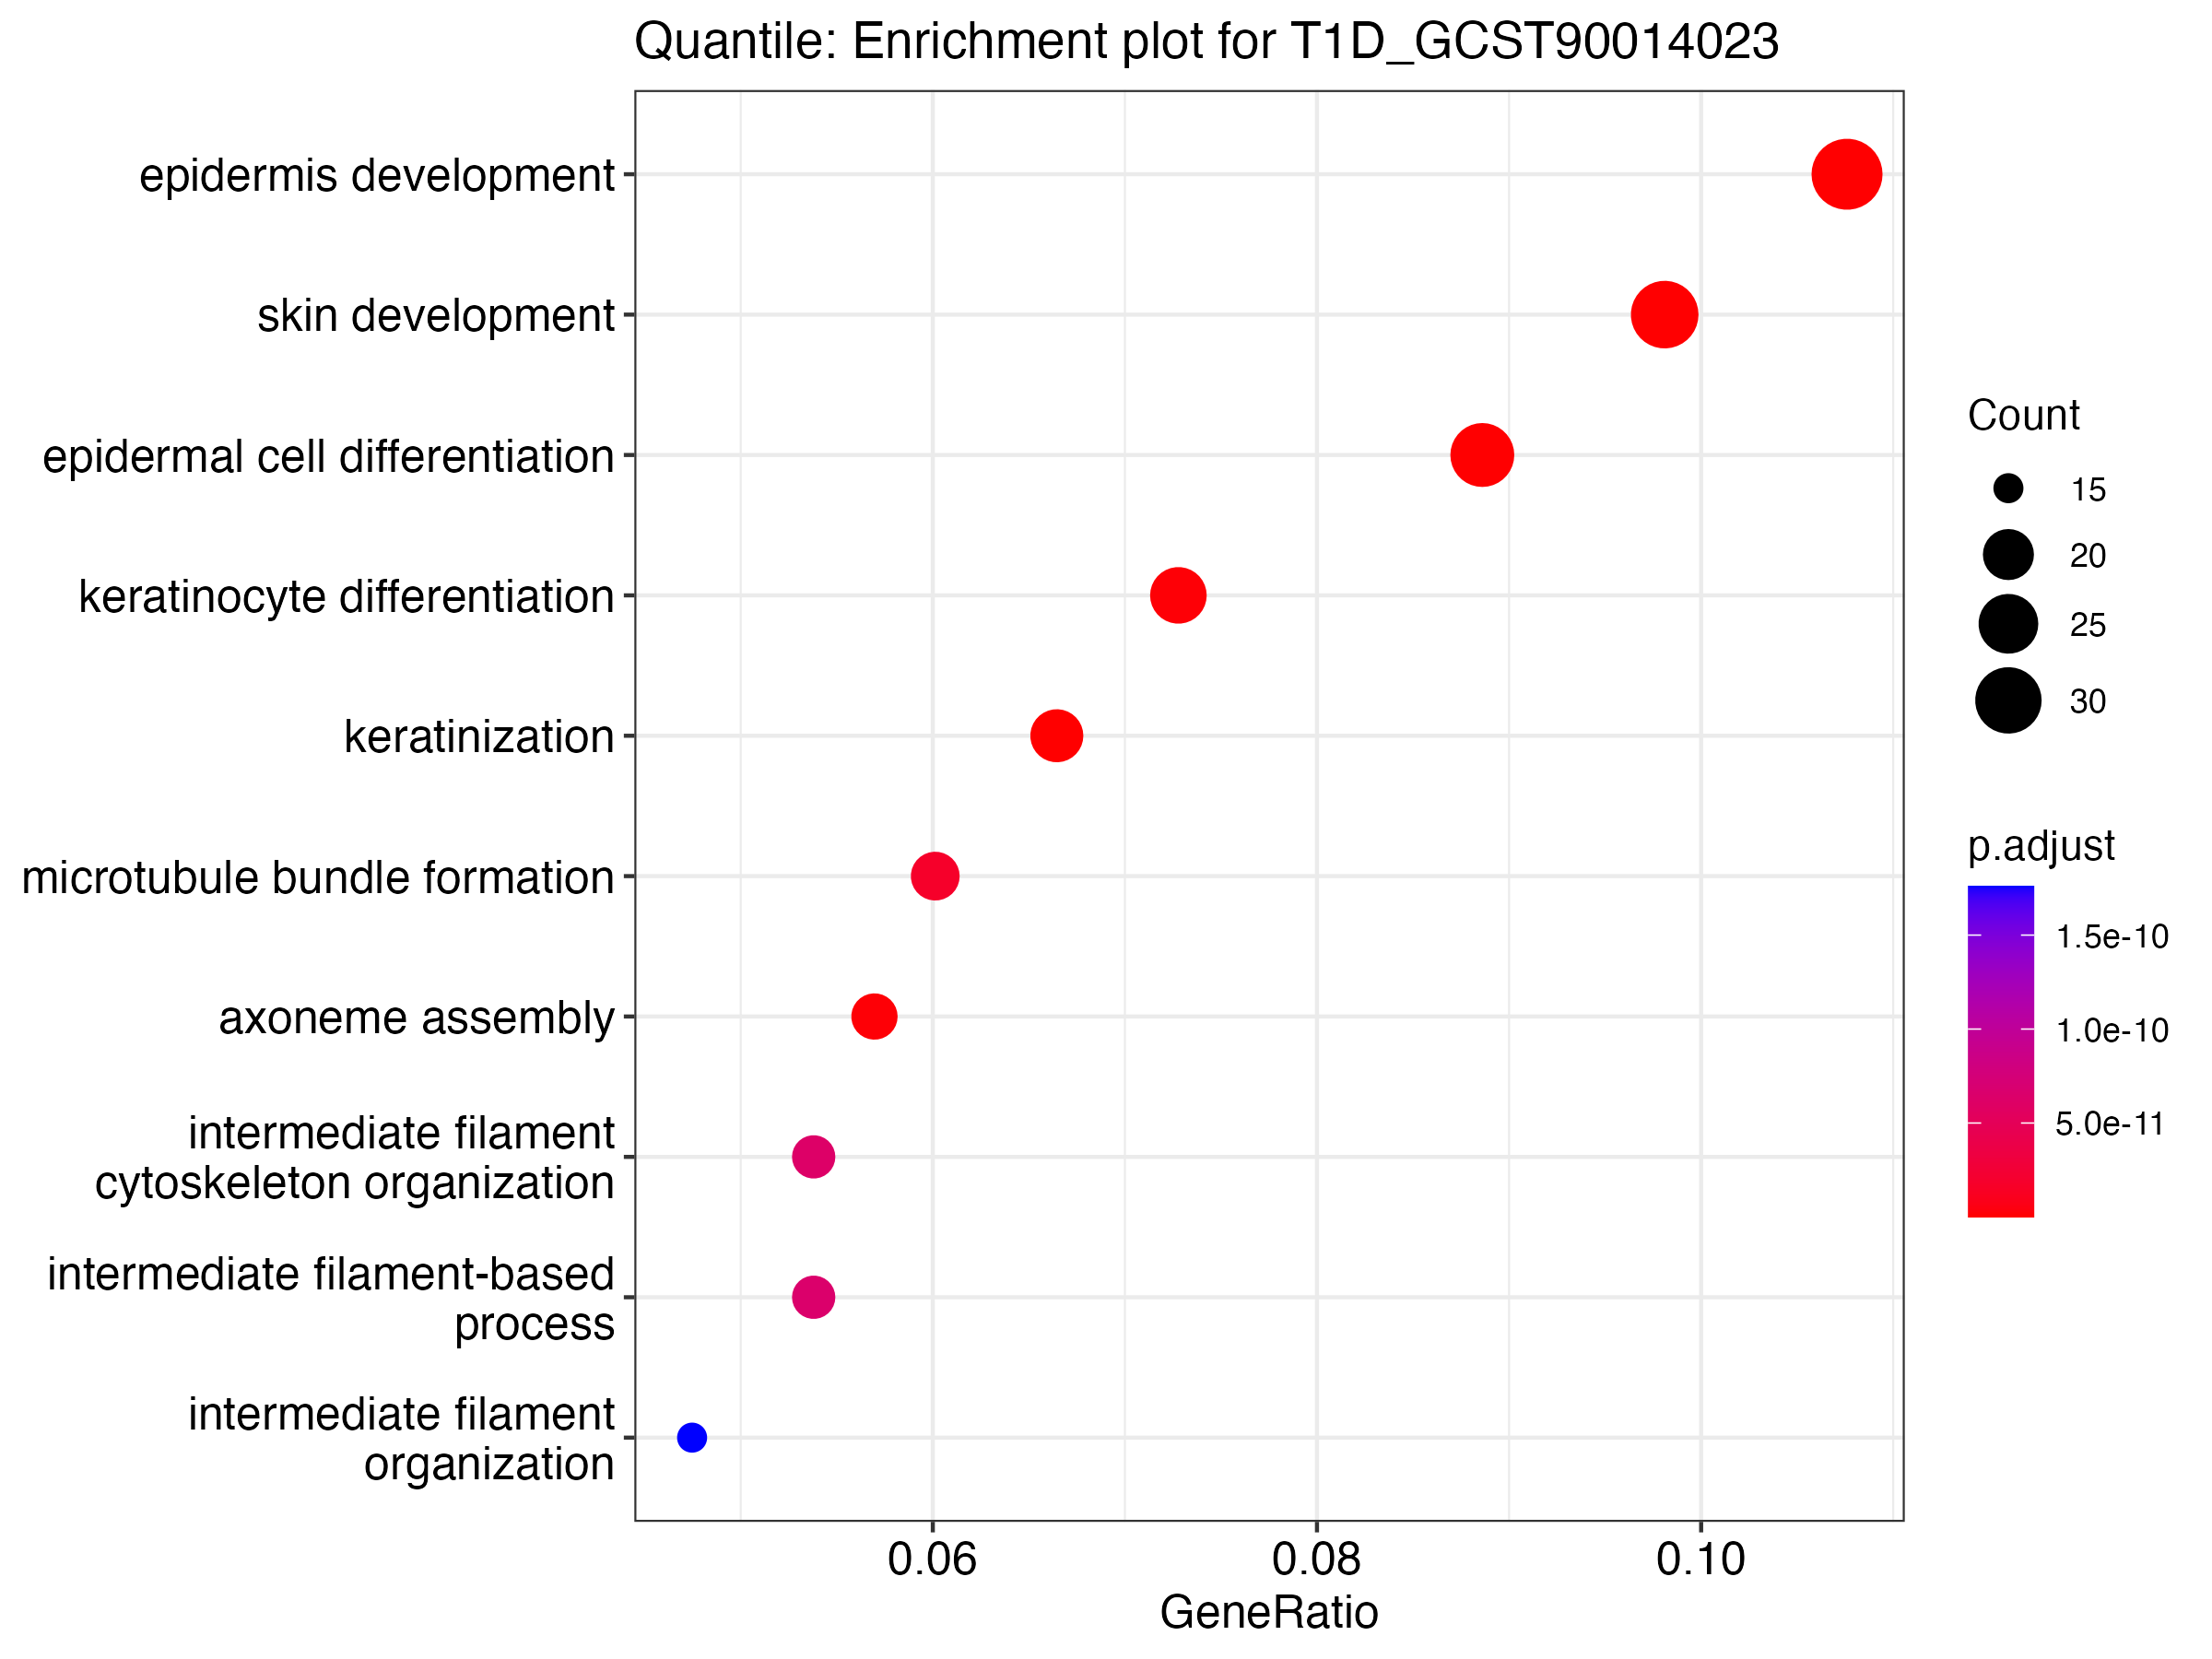 Quantile: Enrichment plot for T1D_GCST90014023
epidermis development
skin development
epidermal cell differentiation
keratinocyte differentiation
keratinization
microtubule bundle formation
axoneme assembly
intermediate filament
cytoskeleton organization
intermediate filament-based
process
intermediate filament
organization
0.06
0.08
0.10
GeneRatio
Count
15
20
25
30
p.adjust
1.5e-10
1.0e-10
5.0e-11